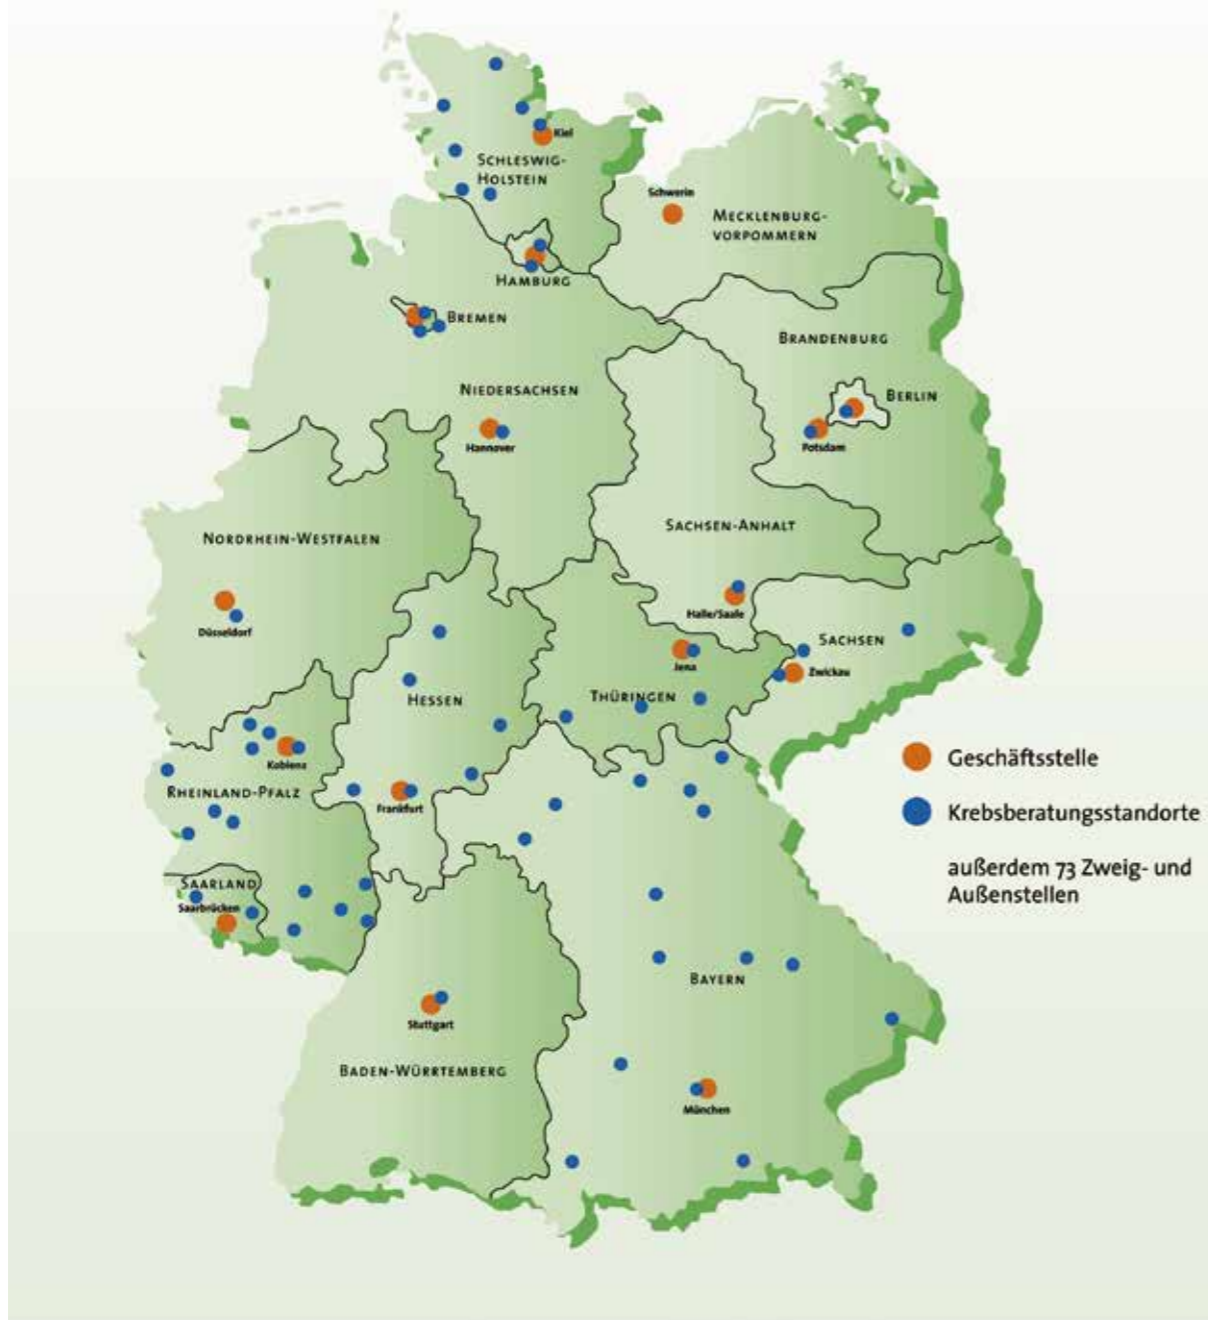 Kiel
SCHLESWIG-
HOLSTEIN
Schwerin
MECKLENBURG-
VORPOMMERN
HAMBURG
BREMEN
BRANDENBURG
NIEDERSACHSEN
BERLIN
Hannover
Potsdam
SACHSEN-ANHALT
NORDRHEIN-WESTFALEN
Halle/Saale
Düsseldorf
SACHSEN
Jena
Zwickau
THÜRINGEN
HESSEN
Koblenz
RHEINLAND-PFALZ
Frankfurt
Geschäftsstelle
Krebsberatungsstandorte
außerdem 73 Zweig- und
Außenstellen
SAARLAND
Saarbrücken
BAYERN
Stuttgart
BADEN-WÜRRTEMBERG
München